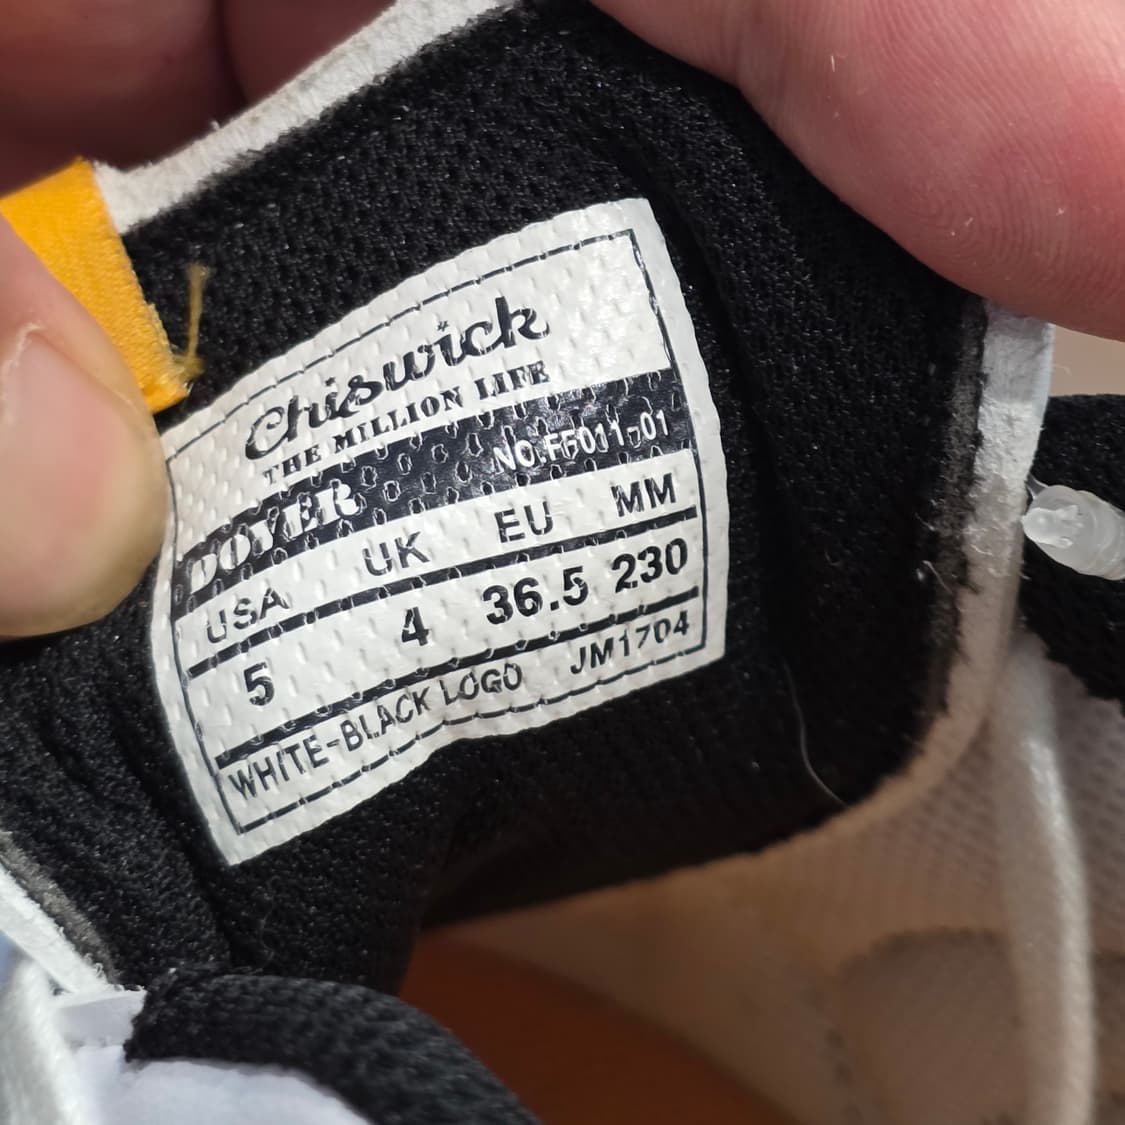 Chiswick
THE MILLION LIFE
DOYER NO.FF011-01
USA UK EU MM
5 4 36.5 230
WHITE-BLACK LOGO JM1704